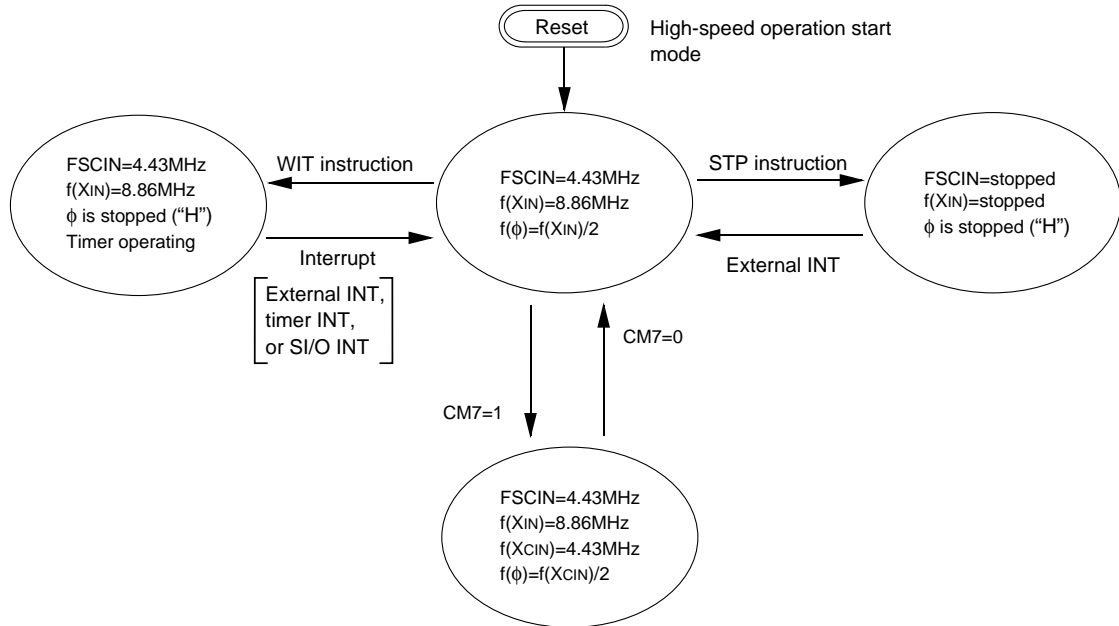 Reset
High-speed operation start
mode
FSCIN=4.43MHz
f(XIN)=8.86MHz
φ is stopped (“H”)
Timer operating
WIT instruction
Interrupt
External INT,
timer INT,
or SI/O INT
FSCIN=4.43MHz
f(XIN)=8.86MHz
f(φ)=f(XIN)/2
STP instruction
External INT
FSCIN=stopped
f(XIN)=stopped
φ is stopped (“H”)
CM7=0
CM7=1
FSCIN=4.43MHz
f(XIN)=8.86MHz
f(XCIN)=4.43MHz
f(φ)=f(XCIN)/2